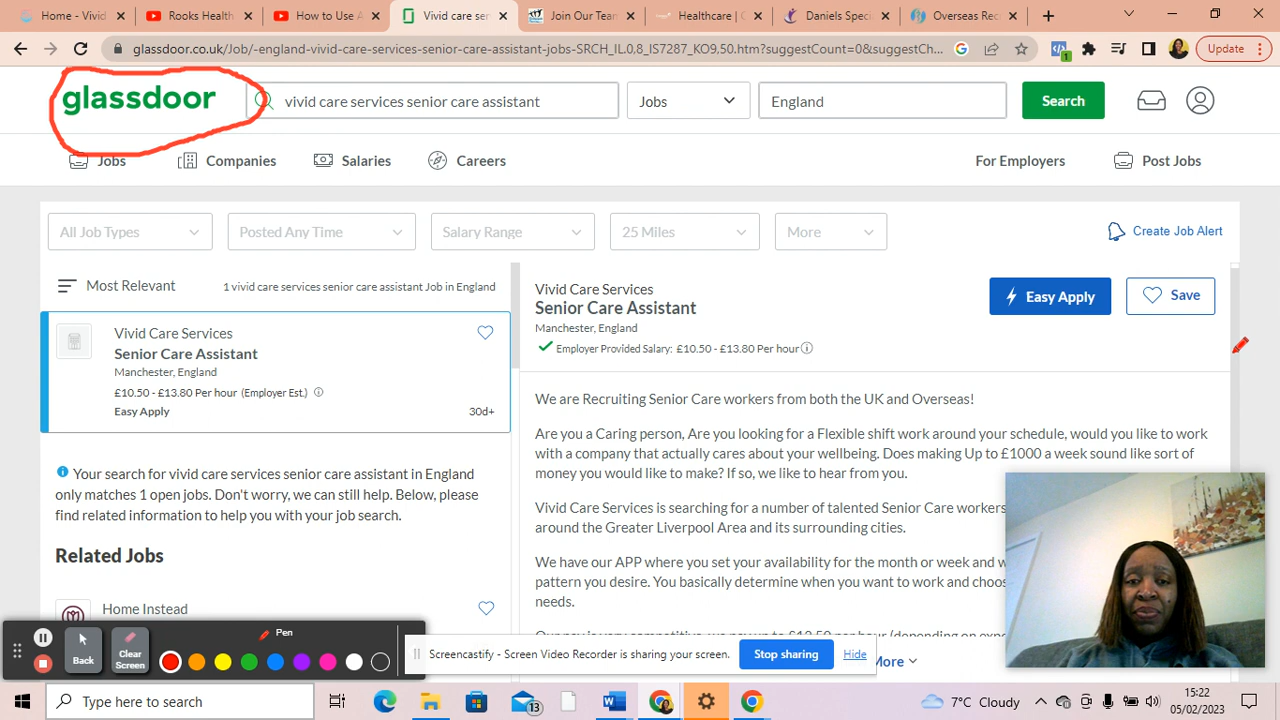 Home - Vivid
Rooks Health
How to Use A
Vivid care ser
Join Our Tean
Healthcare | C
Daniels Speci
Overseas Rec
glassdoor.co.uk/Job/-england-vivid-care-services-senior-care-assistant-jobs-SRCH_IL.0,8_IS7287_KO9,50.htm?suggestCount=0&suggestCh...
Update
glassdoor
vivid care services senior care assistant
Jobs
England
Search
Jobs
Companies
Salaries
Careers
For Employers
Post Jobs
All Job Types
Posted Any Time
Salary Range
25 Miles
More
Create Job Alert
Most Relevant
1 vivid care services senior care assistant Job in England
Vivid Care Services
Senior Care Assistant
Manchester, England
£10.50 - £13.80 Per hour (Employer Est.)
Easy Apply
30d+
Your search for vivid care services senior care assistant in England
only matches 1 open jobs. Don't worry, we can still help. Below, please
find related information to help you with your job search.
Related Jobs
Home Instead
Vivid Care Services
Senior Care Assistant
Manchester, England
Employer Provided Salary: £10.50 - £13.80 Per hour
Easy Apply
Save
We are Recruiting Senior Care workers from both the UK and Overseas!
Are you a Caring person, Are you looking for a Flexible shift work around your schedule, would you like to work
with a company that actually cares about your wellbeing. Does making Up to £1000 a week sound like sort of
money you would like to make? If so, we like to hear from you.
Vivid Care Services is searching for a number of talented Senior Care workers
around the Greater Liverpool Area and its surrounding cities.
We have our APP where you set your availability for the month or week and w
pattern you desire. You basically determine when you want to work and choos
needs.
More
Back
Clear
Screen
Pen
Screencastify - Screen Video Recorder is sharing your screen.
Stop sharing
Hide
Type here to search
13
7°C Cloudy
15:22
05/02/2023